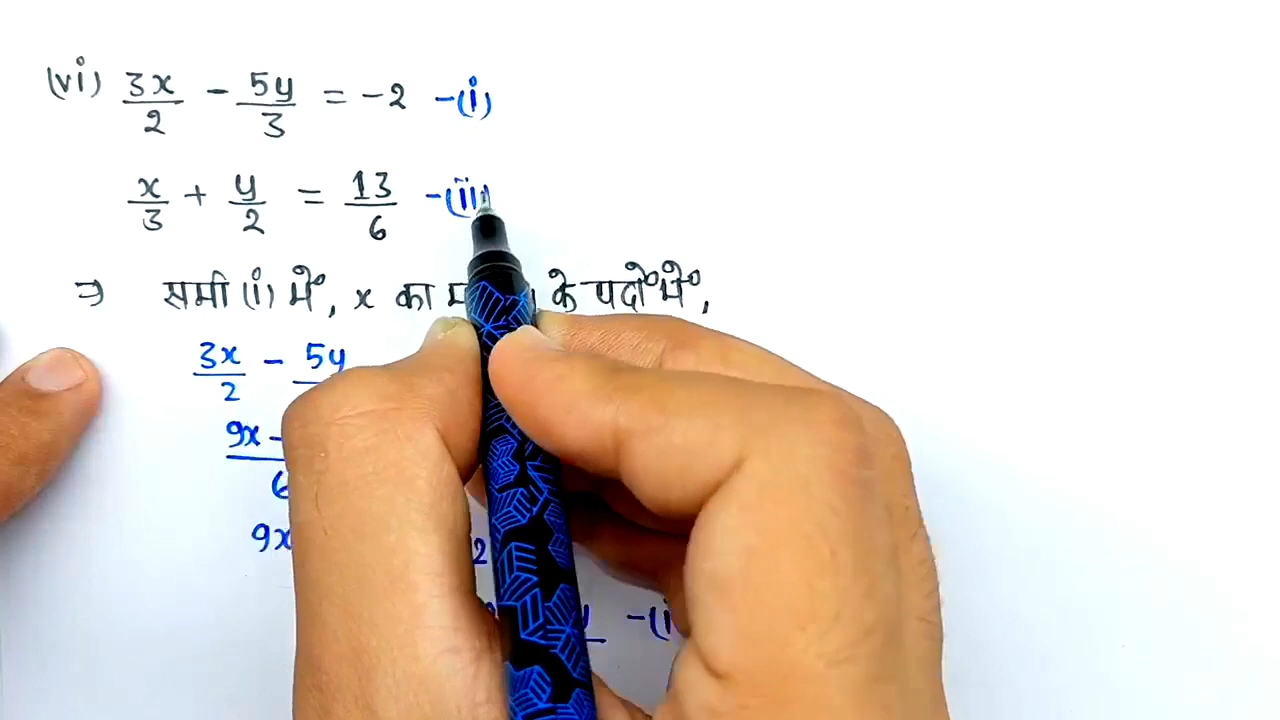 (vi) 3x/2 - 5y/3 = -2 -(i)
x/3 + y/2 = 13/6 -(ii)
⇒ समी (i) में, x का के पदों में,
3x/2 - 5y
9x -
6
9x 2
-(i